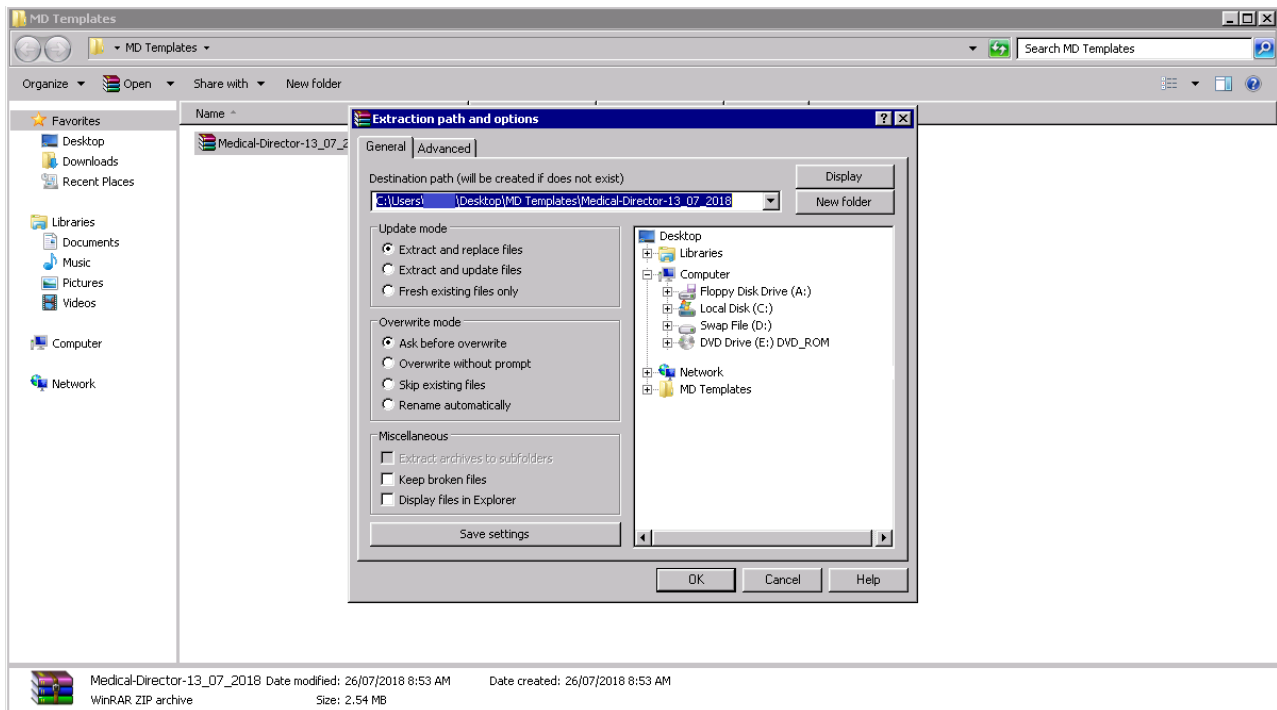 MD Templates
MD Templates
Search MD Templates
Organize Open Share with New folder
Favorites
Desktop
Downloads
Recent Places
Libraries
Documents
Music
Pictures
Videos
Computer
Network
Name
Medical-Director-13_07_2
Extraction path and options
General Advanced
Destination path (will be created if does not exist)
Display
C:\Users\ \Desktop\MD Templates\Medical-Director-13_07_2018
New folder
Update mode
Extract and replace files
Extract and update files
Fresh existing files only
Overwrite mode
Ask before overwrite
Overwrite without prompt
Skip existing files
Rename automatically
Miscellaneous
Extract archives to subfolders
Keep broken files
Display files in Explorer
Save settings
Desktop
Libraries
Computer
Floppy Disk Drive (A:)
Local Disk (C:)
Swap File (D:)
DVD Drive (E:) DVD_ROM
Network
MD Templates
OK Cancel Help
Medical-Director-13_07_2018 Date modified: 26/07/2018 8:53 AM Date created: 26/07/2018 8:53 AM
WinRAR ZIP archive Size: 2.54 MB